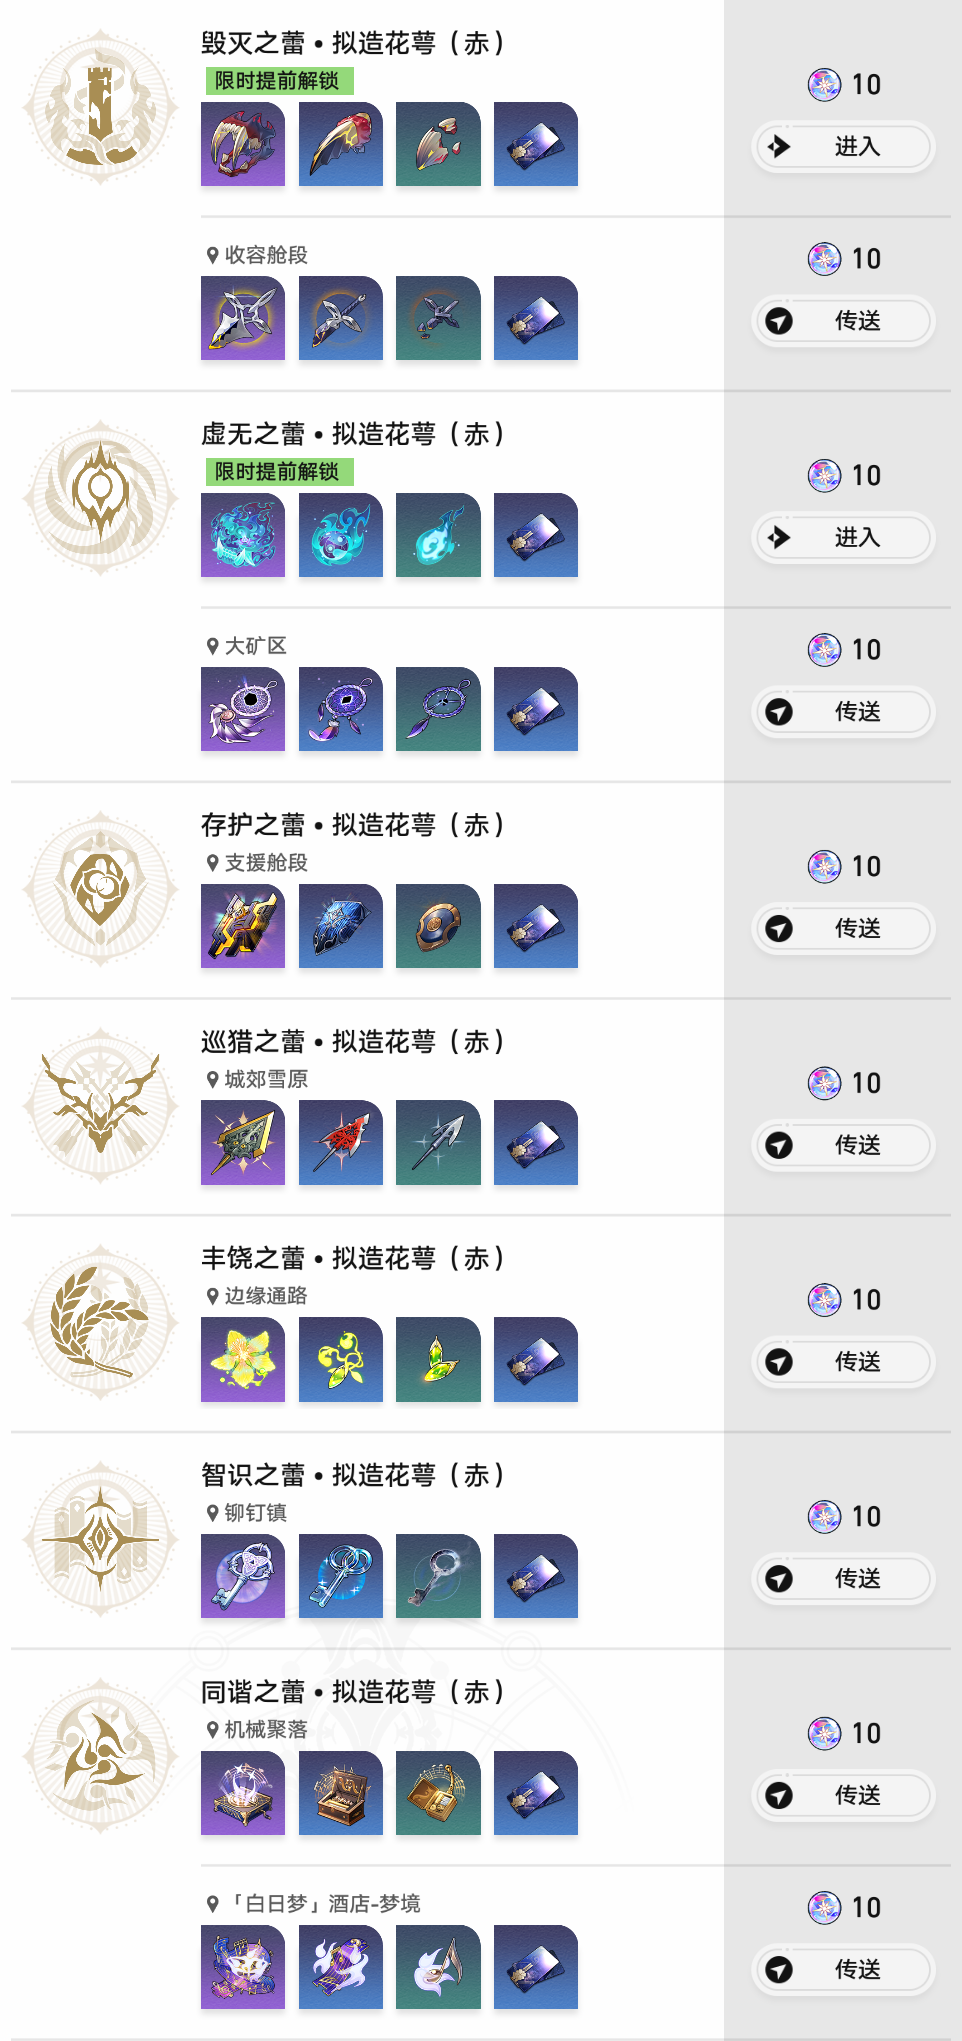 毁灭之蕾•拟造花萼（赤）
限时提前解锁
10
进入
收容舱段
10
传送
虚无之蕾•拟造花萼（赤）
限时提前解锁
10
进入
大矿区
10
传送
存护之蕾•拟造花萼（赤）
支援舱段
10
传送
巡猎之蕾•拟造花萼（赤）
城郊雪原
10
传送
丰饶之蕾•拟造花萼（赤）
边缘通路
10
传送
智识之蕾•拟造花萼（赤）
铆钉镇
10
传送
同谐之蕾•拟造花萼（赤）
机械聚落
10
传送
「白日梦」酒店-梦境
10
传送